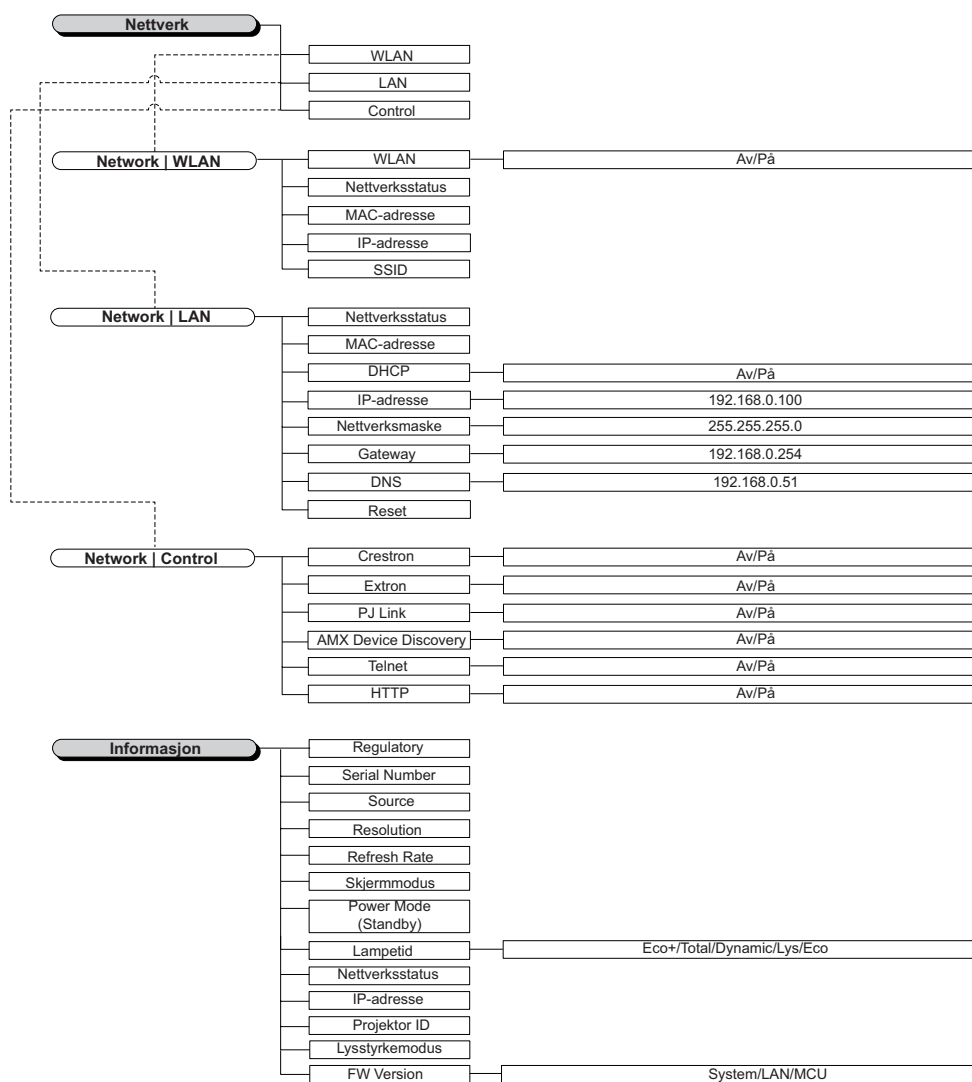 Nettverk
WLAN
LAN
Control
Network | WLAN
WLAN
Av/På
Nettverksstatus
MAC-adresse
IP-adresse
SSID
Network | LAN
Nettverksstatus
MAC-adresse
DHCP
Av/På
IP-adresse
192.168.0.100
Nettverksmaske
255.255.255.0
Gateway
192.168.0.254
DNS
192.168.0.51
Reset
Network | Control
Crestron
Av/På
Extron
Av/På
PJ Link
Av/På
AMX Device Discovery
Av/På
Telnet
Av/På
HTTP
Av/På
Informasjon
Regulatory
Serial Number
Source
Resolution
Refresh Rate
Skjermmodus
Power Mode
(Standby)
Lampetid
Eco+/Total/Dynamic/Lys/Eco
Nettverksstatus
IP-adresse
Projektor ID
Lysstyrkemodus
FW Version
System/LAN/MCU